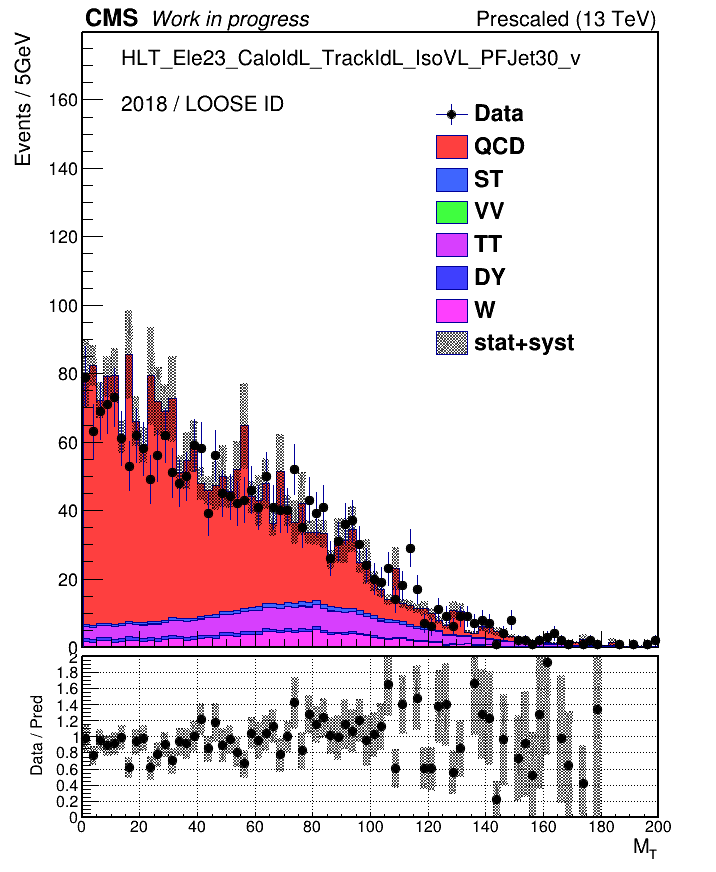 CMS Work in progress Prescaled (13 TeV)
Events / 5GeV
HLT_Ele23_CaloIdL_TrackIdL_IsoVL_PFJet30_v
2018 / LOOSE ID
Data
QCD
ST
VV
TT
DY
W
stat+syst
160
140
120
100
80
60
40
20
0
Data / Pred
2
1.8
1.6
1.4
1.2
1
0.8
0.6
0.4
0.2
0
0 20 40 60 80 100 120 140 160 180 200
M_T